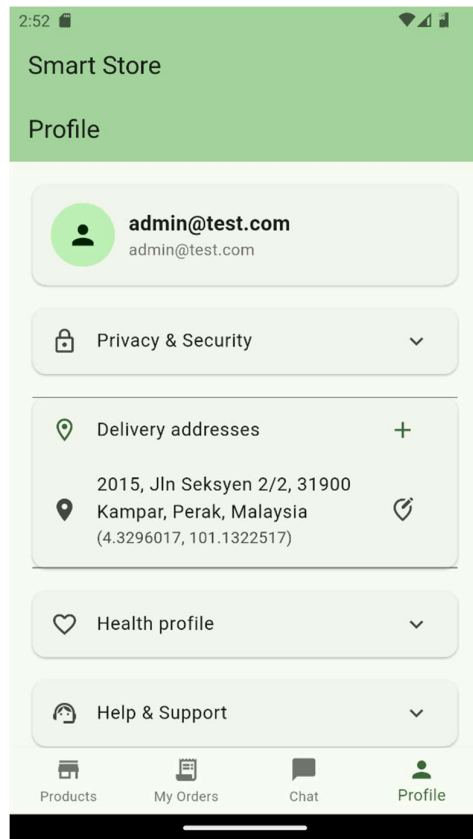 2:52
Smart Store
Profile
admin@test.com
admin@test.com
Privacy & Security
Delivery addresses
2015, Jln Seksyen 2/2, 31900
Kampar, Perak, Malaysia
(4.3296017, 101.1322517)
Health profile
Help & Support
Products
My Orders
Chat
Profile